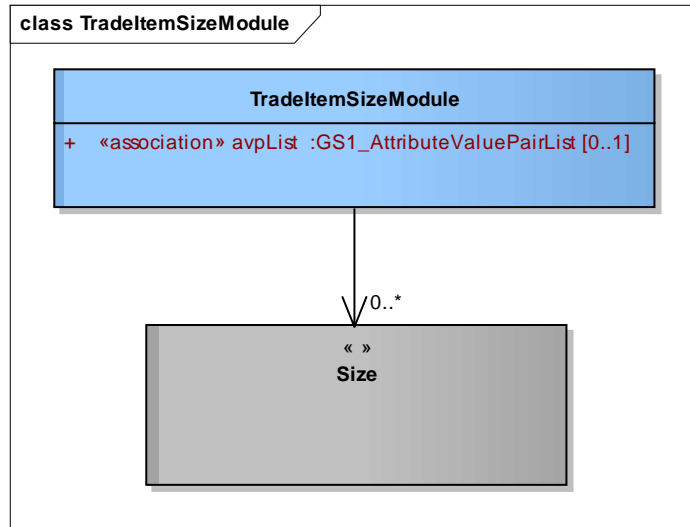 class TradeItemSizeModule
TradeItemSizeModule
+ «association» avpList :GS1_AttributeValuePairList [0..1]
0..*
« »
Size